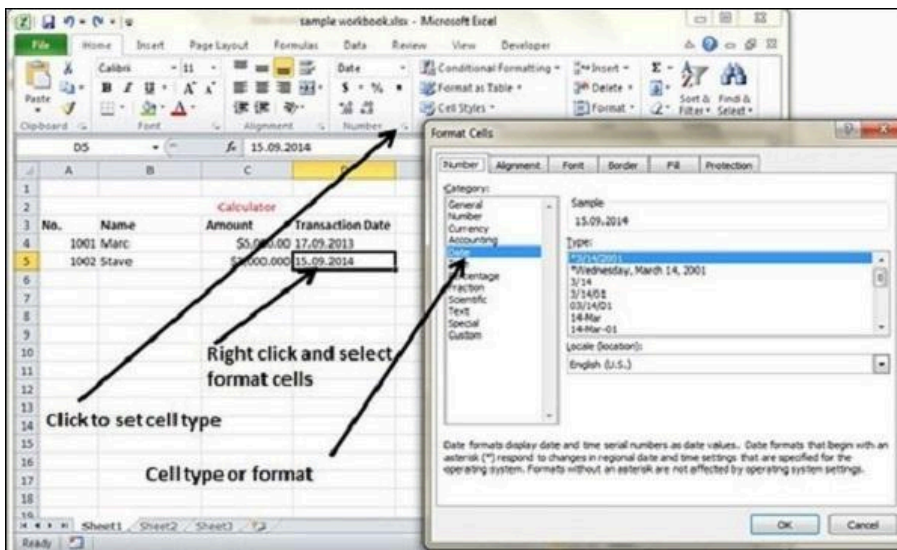 sample workbook.xlsx - Microsoft Excel
File Home Insert Page Layout Formulas Data Review View Developer
Paste
Calibri 11
B I U A A
A
Date
$ % ,
Conditional Formatting
Format as Table
Cell Styles
Insert
Delete
Format
Σ
Sort & Filter
Find & Select
Clipboard Font Alignment Number
D5 fx 15.09.2014
A B C
1
2 Calculator
3 No. Name Amount Transaction Date
4 1001 Marc 17.09.2013
5 1002 Stave 15.09.2014
6
7
8
9
10
11
12
13
14
15
16
17
18
19
Right click and select
format cells
Click to set cell type
Cell type or format
Sheet1 Sheet2 Sheet3
Ready
Format Cells
Number Alignment Font Border Fill Protection
Category:
General
Number
Currency
Accounting
Date
Percentage
Fraction
Scientific
Text
Special
Custom
Sample
15.09.2014
Type:
*3/14/2001
*Wednesday, March 14, 2001
3/14
3/14/01
03/14/01
14-Mar
14-Mar-01
Locale (location):
English (U.S.)
Date formats display date and time serial numbers as date values. Date formats that begin with an
asterisk (*) respond to changes in regional date and time settings that are specified for the
operating system. Formats without an asterisk are not affected by operating system settings.
OK Cancel